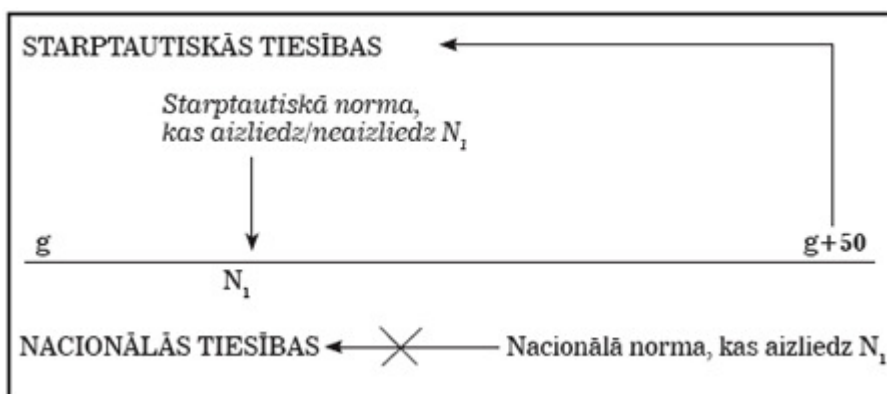 STARPTAUTISKĀS TIESĪBAS
Starptautiskā norma,
kas aizliedz/neaizliedz N₁
g
g+50
N₁
NACIONĀLĀS TIESĪBAS
Nacionālā norma, kas aizliedz N₁